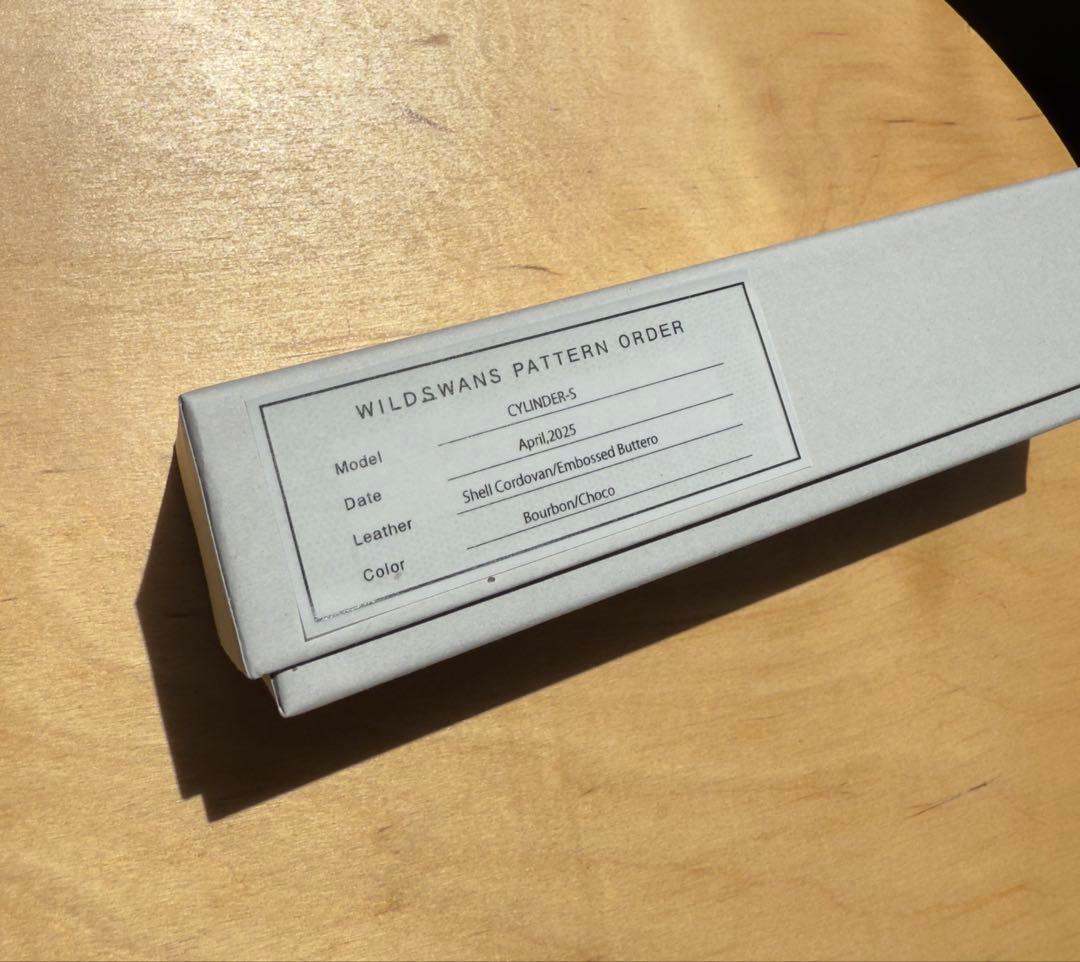 WILDSWANS PATTERN ORDER
Model CYLINDER-S
Date April,2025
Leather Shell Cordovan/Embossed Buttero
Color Bourbon/Choco